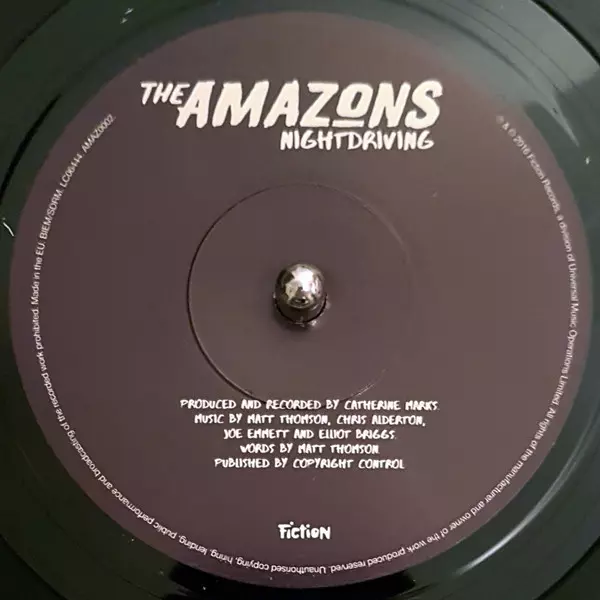 THE AMAZONS
NIGHTDRIVING
PRODUCED AND RECORDED BY CATHERINE MARKS.
MUSIC BY MATT THOMSON, CHRIS ALDERTON,
JOE EMMETT AND ELLIOT BRIGGS.
WORDS BY MATT THOMSON
PUBLISHED BY COPYRIGHT CONTROL
Fiction
℗ & © 2016 Fiction Records, a division of Universal Music Operations Limited. All rights of the manufacturer and owner of the work produced reserved. Unauthorised copying, hiring, lending, public performance and broadcasting of the recorded work prohibited. Made in the EU. BIEM/SDRM. LC06444. AMAZ0002.